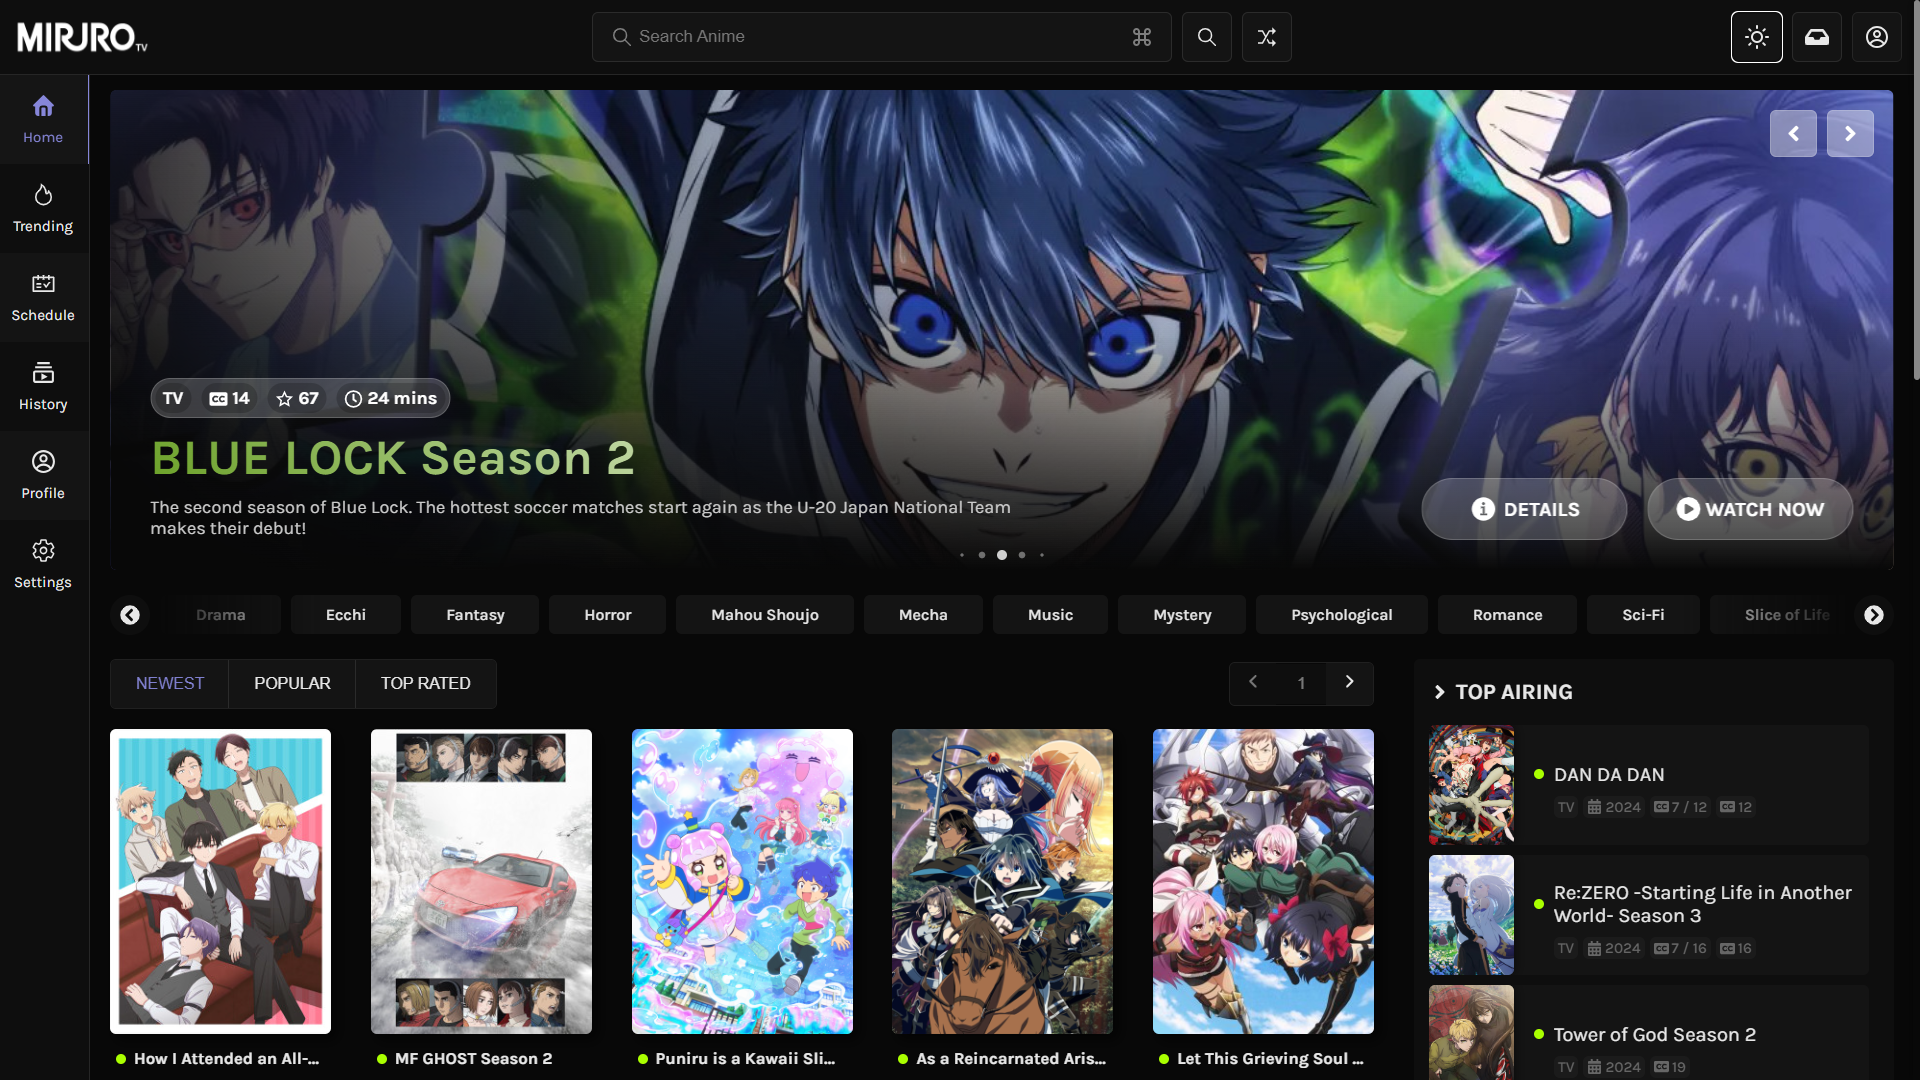 MIRURO TV
Search Anime
Home
Trending
Schedule
History
Profile
Settings
TV CC 14 67 24 mins
BLUE LOCK Season 2
The second season of Blue Lock. The hottest soccer matches start again as the U-20 Japan National Team
makes their debut!
DETAILS
WATCH NOW
Drama Ecchi Fantasy Horror Mahou Shoujo Mecha Music Mystery Psychological Romance Sci-Fi Slice of Life
NEWEST POPULAR TOP RATED
1
How I Attended an All-...
MF GHOST Season 2
Puniru is a Kawaii Sli...
As a Reincarnated Aris...
Let This Grieving Soul ...
TOP AIRING
DAN DA DAN
TV 2024 CC 7 / 12 CC 12
Re:ZERO -Starting Life in Another
World- Season 3
TV 2024 CC 7 / 16 CC 16
Tower of God Season 2
TV 2024 CC 19